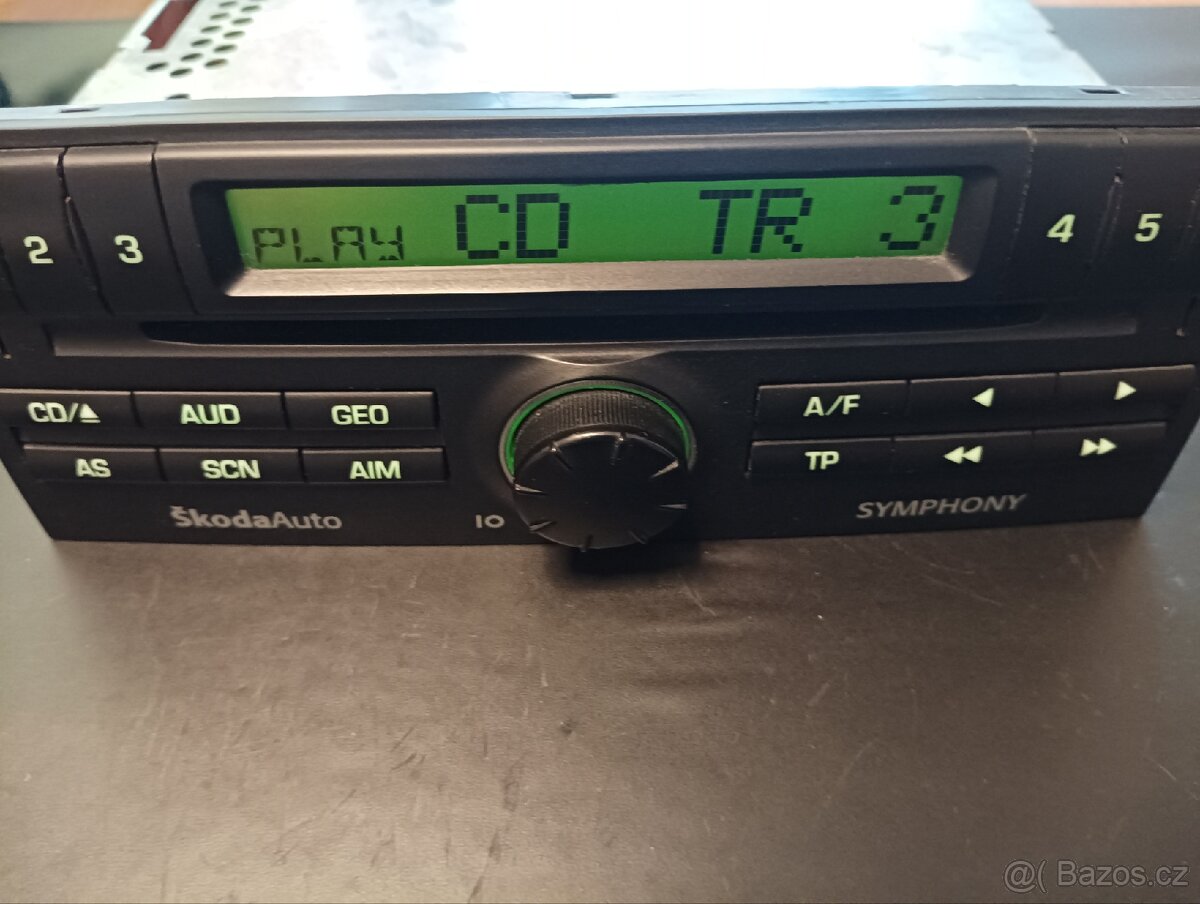 PLAY CD TR 3
2 3 4 5
CD/⏏ AUD GEO A/F ◀ ▶
AS SCN AIM TP ◀◀ ▶▶
ŠkodaAuto IO SYMPHONY
@( Bazos.cz